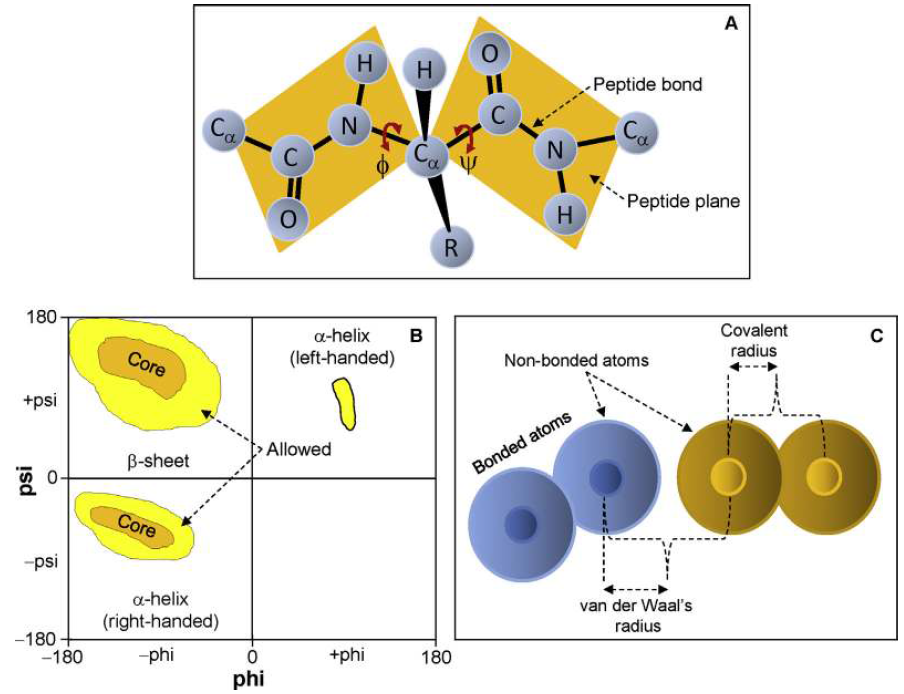 A
H
H
O
Peptide bond
Cα
N
C
Cα
C
ϕ
Cα
ψ
N
Peptide plane
O
H
R
180
α-helix
(left-handed)
B
Core
+psi
Allowed
β-sheet
psi
0
Core
−psi
α-helix
(right-handed)
−180
−180
−phi
0
+phi
180
phi
Covalent
radius
C
Non-bonded atoms
Bonded atoms
van der Waal's
radius